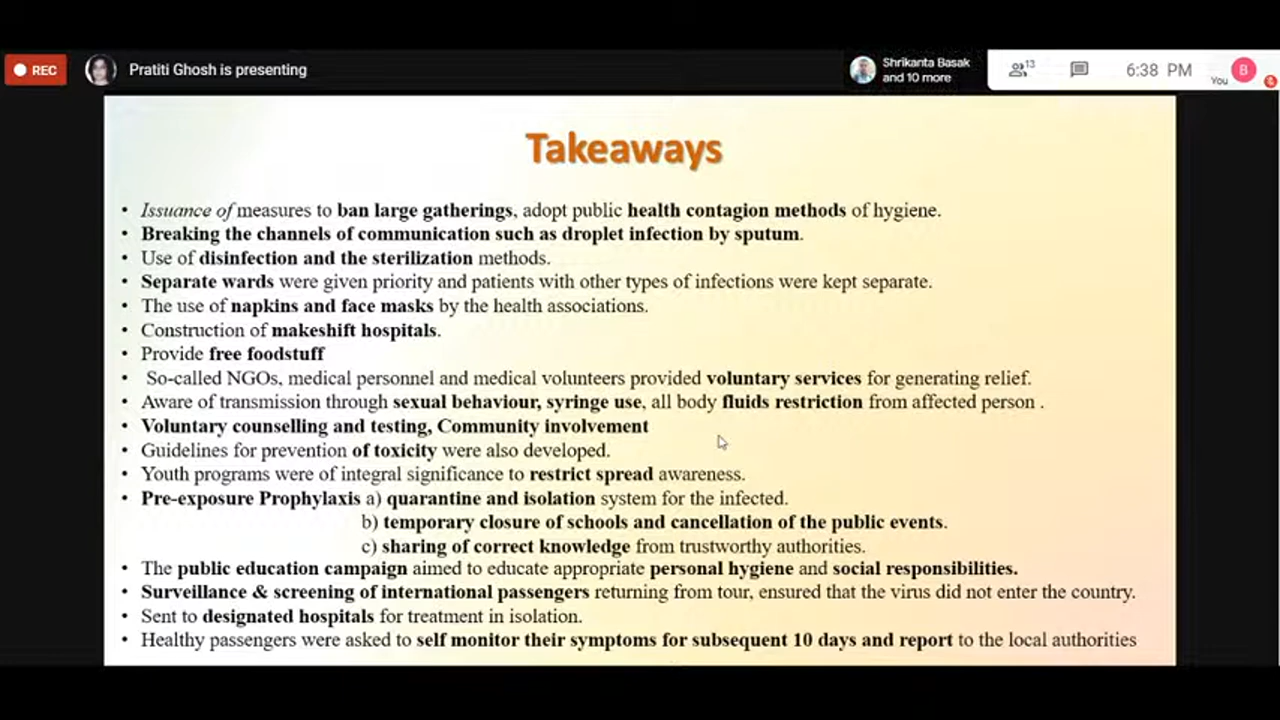 REC
Pratiti Ghosh is presenting
Shrikanta Basak
and 10 more
13
6:38 PM
You
B
Takeaways
• Issuance of measures to ban large gatherings, adopt public health contagion methods of hygiene.
• Breaking the channels of communication such as droplet infection by sputum.
• Use of disinfection and the sterilization methods.
• Separate wards were given priority and patients with other types of infections were kept separate.
• The use of napkins and face masks by the health associations.
• Construction of makeshift hospitals.
• Provide free foodstuff
• So-called NGOs, medical personnel and medical volunteers provided voluntary services for generating relief.
• Aware of transmission through sexual behaviour, syringe use, all body fluids restriction from affected person .
• Voluntary counselling and testing, Community involvement
• Guidelines for prevention of toxicity were also developed.
• Youth programs were of integral significance to restrict spread awareness.
• Pre-exposure Prophylaxis a) quarantine and isolation system for the infected.
b) temporary closure of schools and cancellation of the public events.
c) sharing of correct knowledge from trustworthy authorities.
• The public education campaign aimed to educate appropriate personal hygiene and social responsibilities.
• Surveillance & screening of international passengers returning from tour, ensured that the virus did not enter the country.
• Sent to designated hospitals for treatment in isolation.
• Healthy passengers were asked to self monitor their symptoms for subsequent 10 days and report to the local authorities